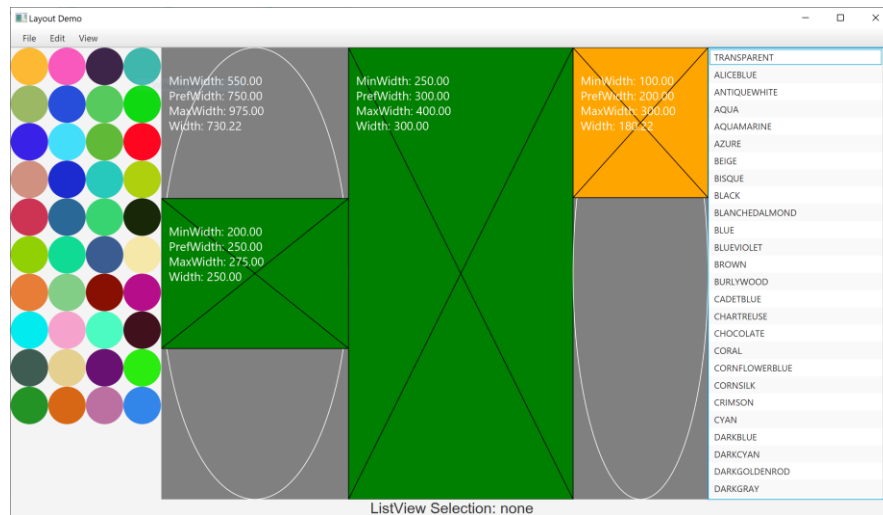 Layout Demo
File Edit View
MinWidth: 550.00
PrefWidth: 750.00
MaxWidth: 975.00
Width: 730.22
MinWidth: 200.00
PrefWidth: 250.00
MaxWidth: 275.00
Width: 250.00
MinWidth: 250.00
PrefWidth: 300.00
MaxWidth: 400.00
Width: 300.00
MinWidth: 100.00
PrefWidth: 200.00
MaxWidth: 300.00
Width: 180.22
TRANSPARENT
ALICEBLUE
ANTIQUEWHITE
AQUA
AQUAMARINE
AZURE
BEIGE
BISQUE
BLACK
BLANCHEDALMOND
BLUE
BLUEVIOLET
BROWN
BURLYWOOD
CADETBLUE
CHARTREUSE
CHOCOLATE
CORAL
CORNFLOWERBLUE
CORNSILK
CRIMSON
CYAN
DARKBLUE
DARKCYAN
DARKGOLDENROD
DARKGRAY
ListView Selection: none